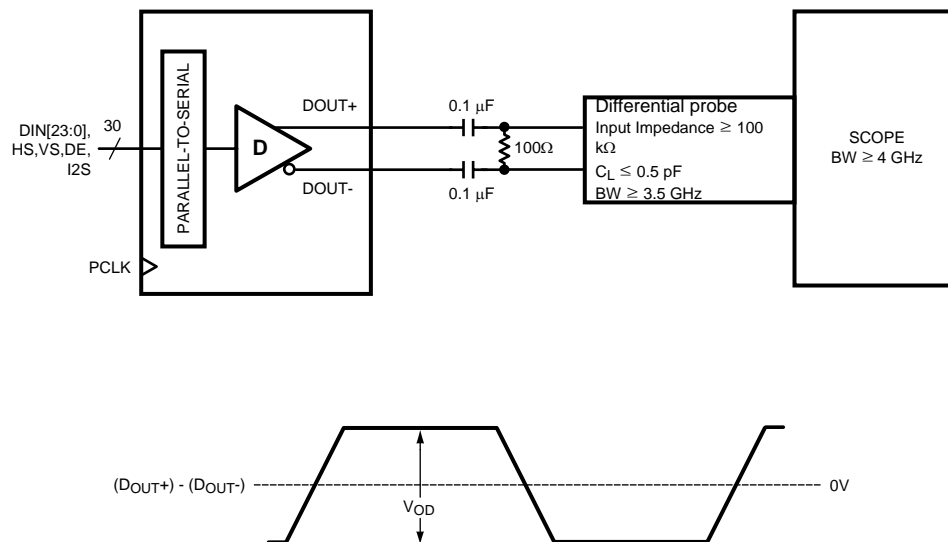 PARALLEL-TO-SERIAL
DIN[23:0],
HS,VS,DE,
I2S
30
PCLK
D
DOUT+
DOUT-
0.1 µF
100Ω
0.1 µF
Differential probe
Input Impedance ≥ 100
kΩ
CL ≤ 0.5 pF
BW ≥ 3.5 GHz
SCOPE
BW ≥ 4 GHz
(DOUT+) - (DOUT-)
VOD
0V